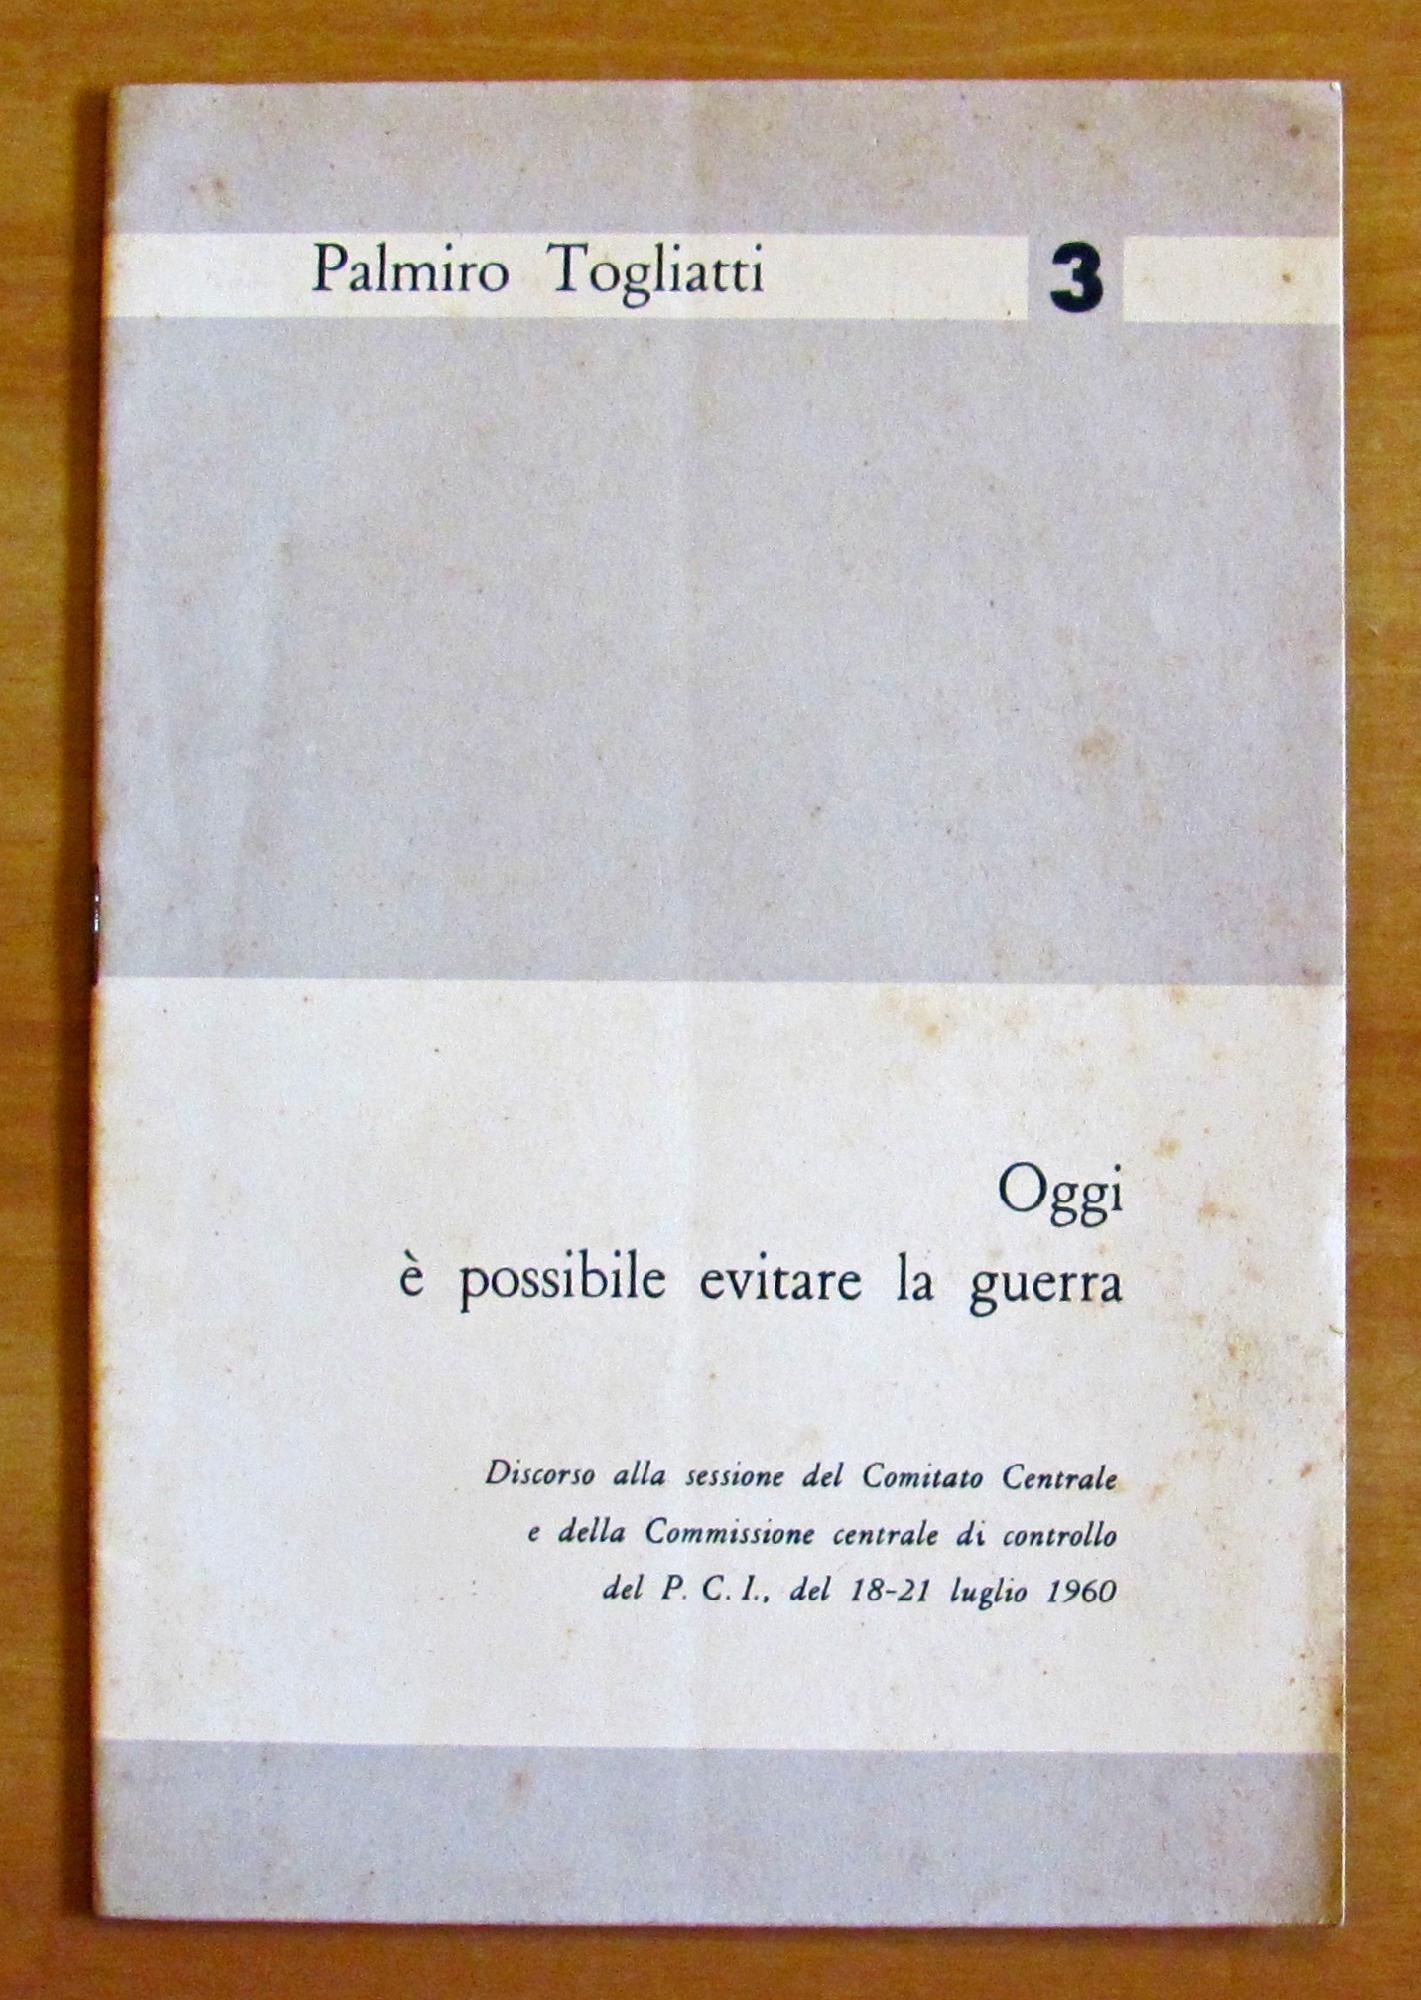 Palmiro Togliatti 3
Oggi
è possibile evitare la guerra
Discorso alla sessione del Comitato Centrale
e della Commissione centrale di controllo
del P. C. I., del 18-21 luglio 1960